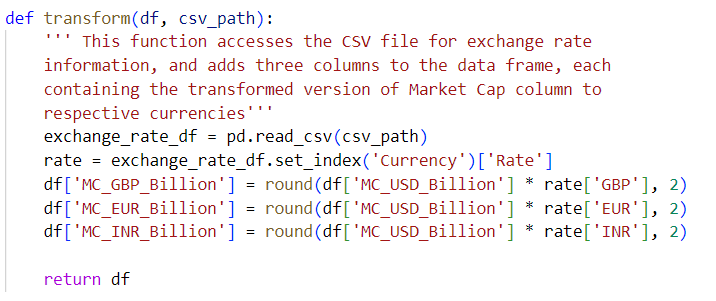 def transform(df, csv_path):
    ''' This function accesses the CSV file for exchange rate
    information, and adds three columns to the data frame, each
    containing the transformed version of Market Cap column to
    respective currencies'''
    exchange_rate_df = pd.read_csv(csv_path)
    rate = exchange_rate_df.set_index('Currency')['Rate']
    df['MC_GBP_Billion'] = round(df['MC_USD_Billion'] * rate['GBP'], 2)
    df['MC_EUR_Billion'] = round(df['MC_USD_Billion'] * rate['EUR'], 2)
    df['MC_INR_Billion'] = round(df['MC_USD_Billion'] * rate['INR'], 2)
    return df